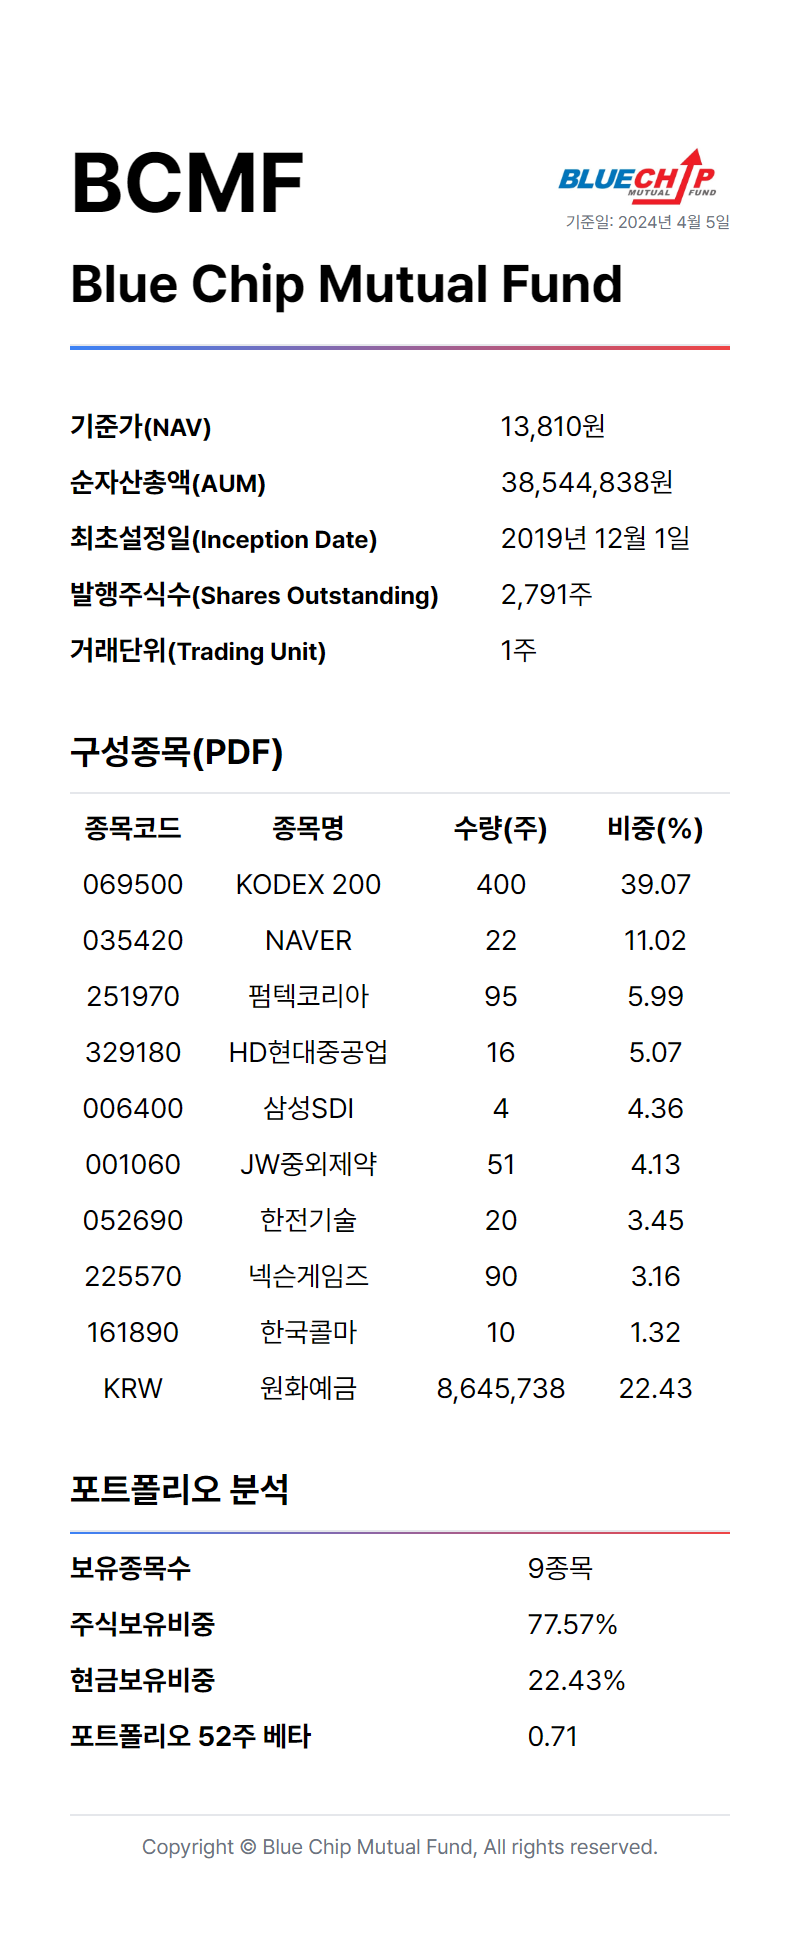 BCMF
BLUECHIP
MUTUAL FUND
기준일: 2024년 4월 5일
Blue Chip Mutual Fund
기준가(NAV) 13,810원
순자산총액(AUM) 38,544,838원
최초설정일(Inception Date) 2019년 12월 1일
발행주식수(Shares Outstanding) 2,791주
거래단위(Trading Unit) 1주
구성종목(PDF)
종목코드 종목명 수량(주) 비중(%)
069500 KODEX 200 400 39.07
035420 NAVER 22 11.02
251970 펌텍코리아 95 5.99
329180 HD현대중공업 16 5.07
006400 삼성SDI 4 4.36
001060 JW중외제약 51 4.13
052690 한전기술 20 3.45
225570 넥슨게임즈 90 3.16
161890 한국콜마 10 1.32
KRW 원화예금 8,645,738 22.43
포트폴리오 분석
보유종목수 9종목
주식보유비중 77.57%
현금보유비중 22.43%
포트폴리오 52주 베타 0.71
Copyright © Blue Chip Mutual Fund, All rights reserved.